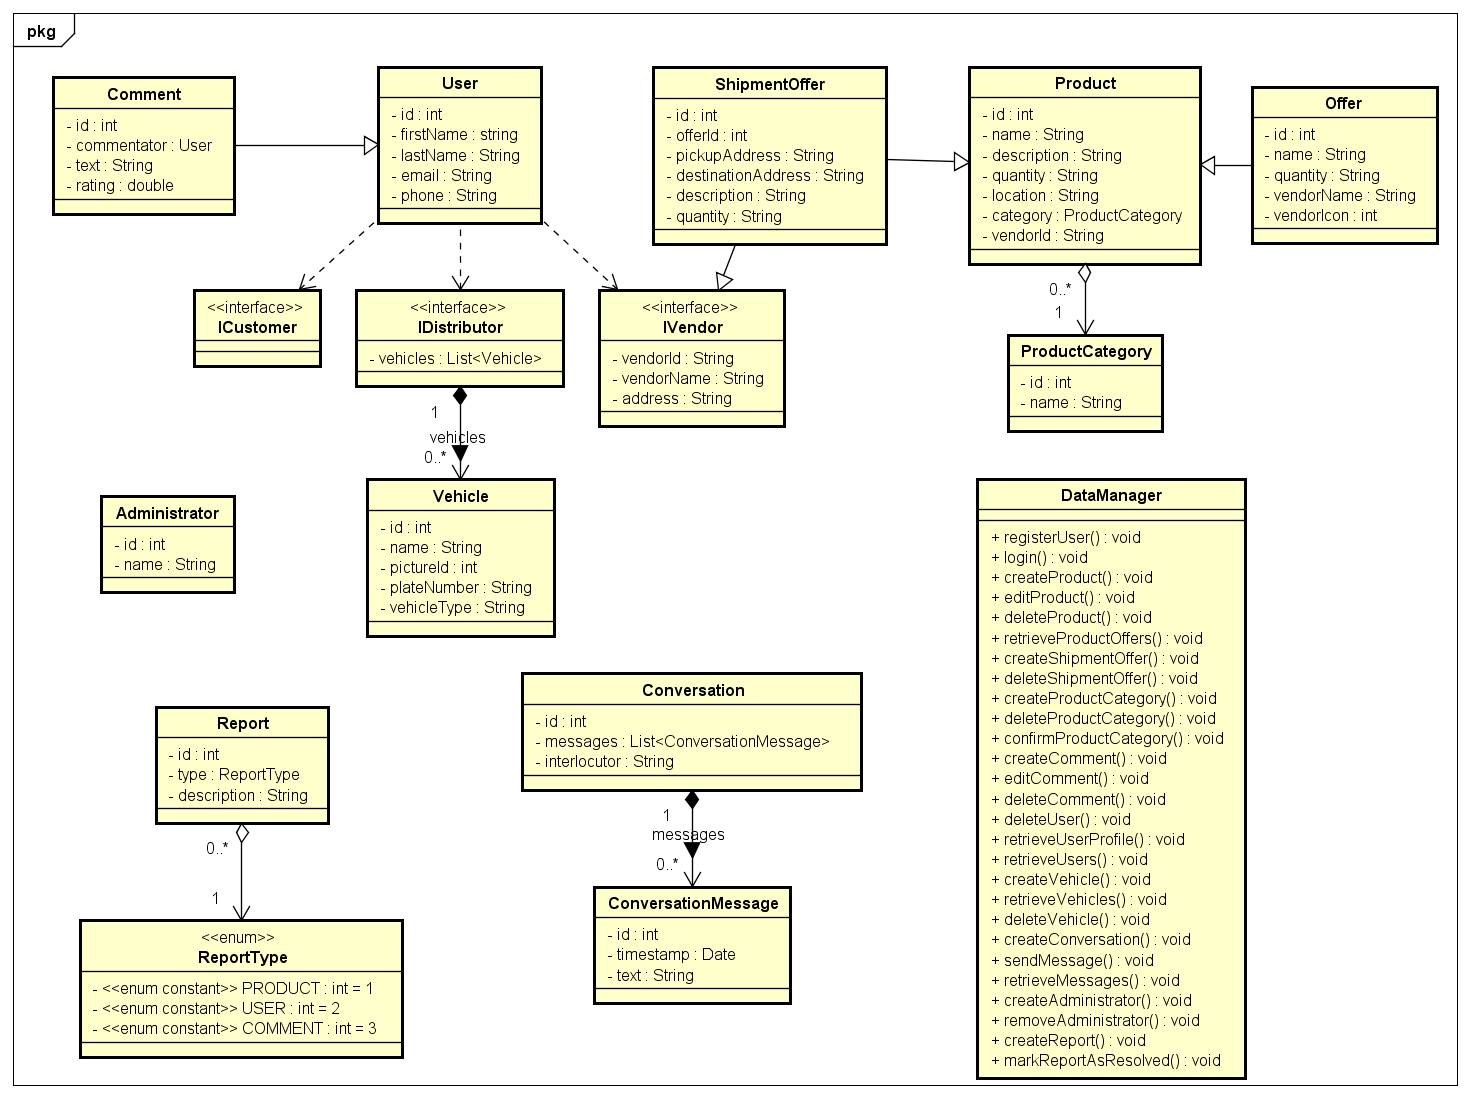 pkg
Comment
- id : int
- commentator : User
- text : String
- rating : double
User
- id : int
- firstName : string
- lastName : String
- email : String
- phone : String
ShipmentOffer
- id : int
- offerId : int
- pickupAddress : String
- destinationAddress : String
- description : String
- quantity : String
Product
- id : int
- name : String
- description : String
- quantity : String
- location : String
- category : ProductCategory
- vendorId : String
Offer
- id : int
- name : String
- quantity : String
- vendorName : String
- vendorIcon : int
<<interface>>
ICustomer
<<interface>>
IDistributor
- vehicles : List<Vehicle>
<<interface>>
IVendor
- vendorId : String
- vendorName : String
- address : String
0..*
1
ProductCategory
- id : int
- name : String
1
vehicles
0..*
Vehicle
- id : int
- name : String
- pictureId : int
- plateNumber : String
- vehicleType : String
Administrator
- id : int
- name : String
DataManager
+ registerUser() : void
+ login() : void
+ createProduct() : void
+ editProduct() : void
+ deleteProduct() : void
+ retrieveProductOffers() : void
+ createShipmentOffer() : void
+ deleteShipmentOffer() : void
+ createProductCategory() : void
+ deleteProductCategory() : void
+ confirmProductCategory() : void
+ createComment() : void
+ editComment() : void
+ deleteComment() : void
+ deleteUser() : void
+ retrieveUserProfile() : void
+ retrieveUsers() : void
+ createVehicle() : void
+ retrieveVehicles() : void
+ deleteVehicle() : void
+ createConversation() : void
+ sendMessage() : void
+ retrieveMessages() : void
+ createAdministrator() : void
+ removeAdministrator() : void
+ createReport() : void
+ markReportAsResolved() : void
Report
- id : int
- type : ReportType
- description : String
0..*
1
<<enum>>
ReportType
- <<enum constant>> PRODUCT : int = 1
- <<enum constant>> USER : int = 2
- <<enum constant>> COMMENT : int = 3
Conversation
- id : int
- messages : List<ConversationMessage>
- interlocutor : String
1
messages
0..*
ConversationMessage
- id : int
- timestamp : Date
- text : String